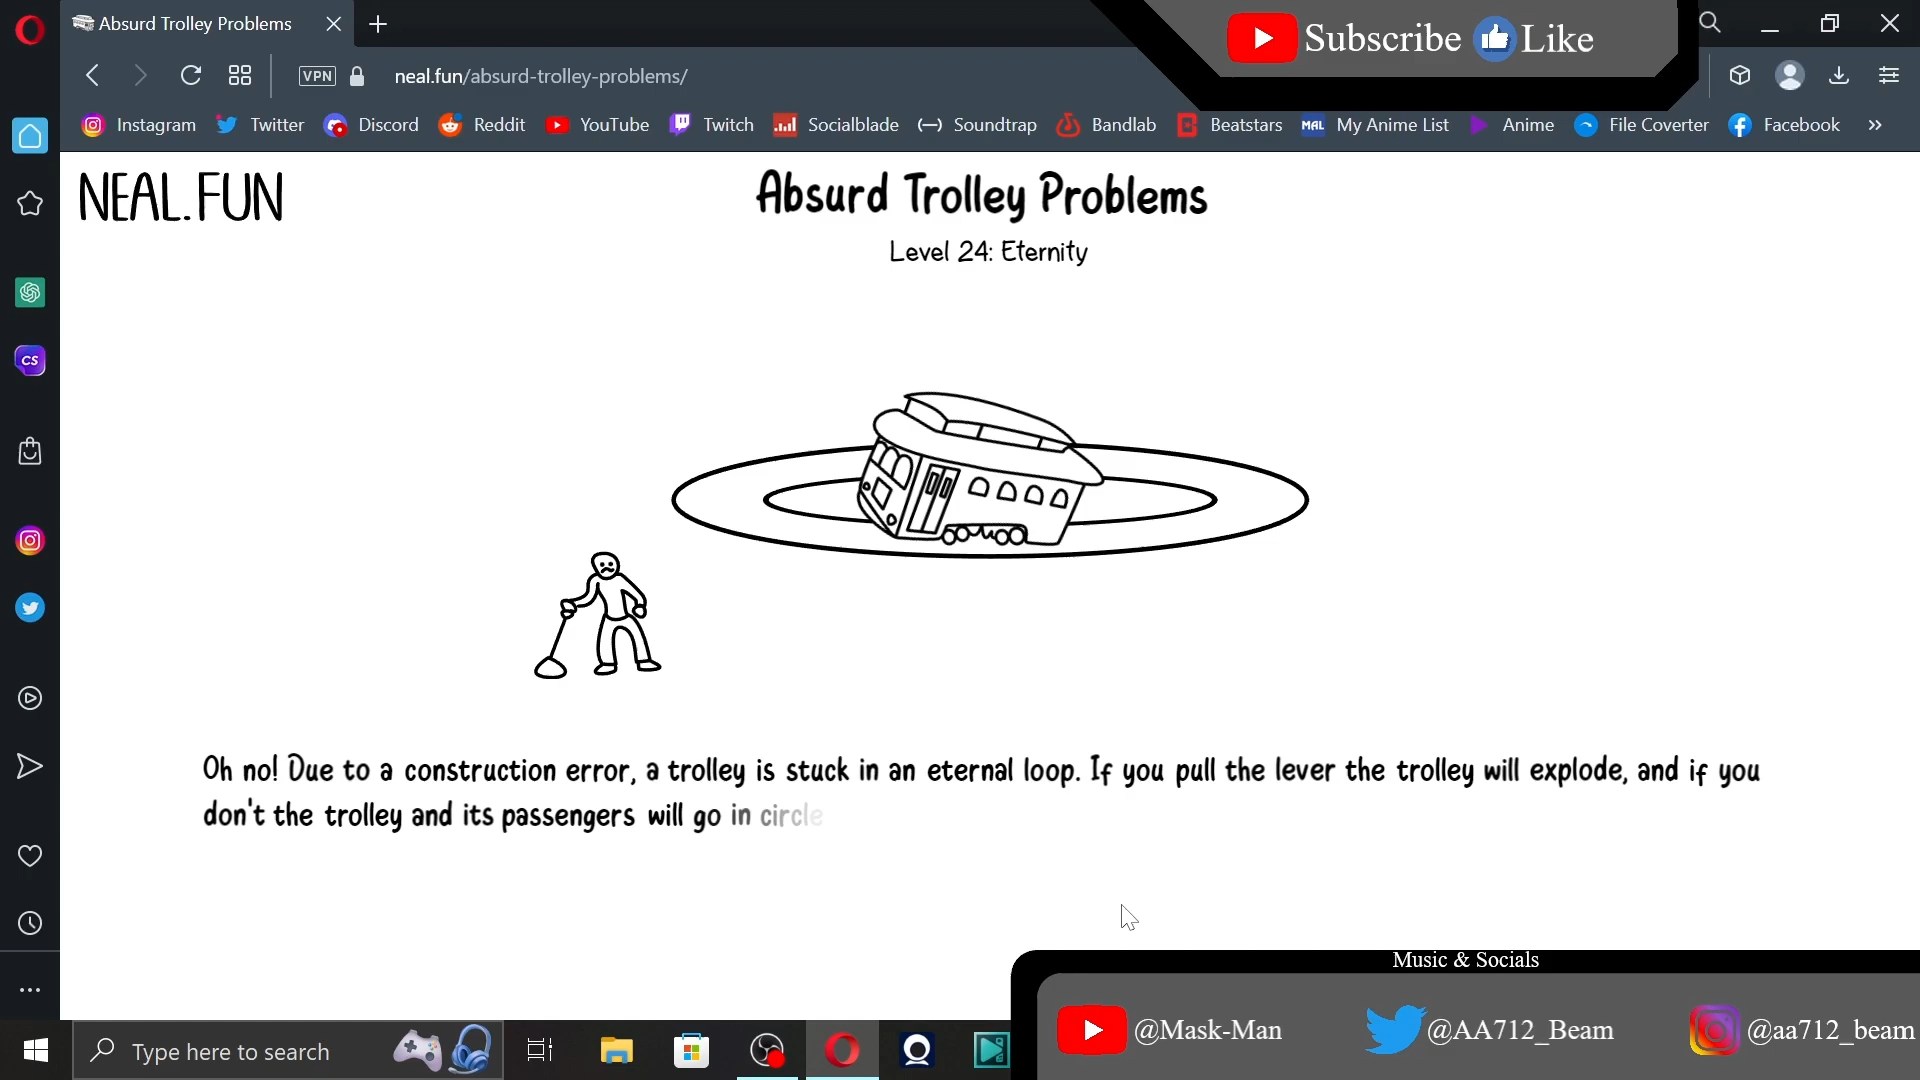 Absurd Trolley Problems
Subscribe Like
VPN neal.fun/absurd-trolley-problems/
Instagram Twitter Discord Reddit YouTube Twitch Socialblade Soundtrap Bandlab Beatstars MAL My Anime List Anime File Coverter Facebook
NEAL.FUN
Absurd Trolley Problems
Level 24: Eternity
CS
Oh no! Due to a construction error, a trolley is stuck in an eternal loop. If you pull the lever the trolley will explode, and if you
don't the trolley and its passengers will go in circle
Music & Socials
@Mask-Man @AA712_Beam @aa712_beam
Type here to search